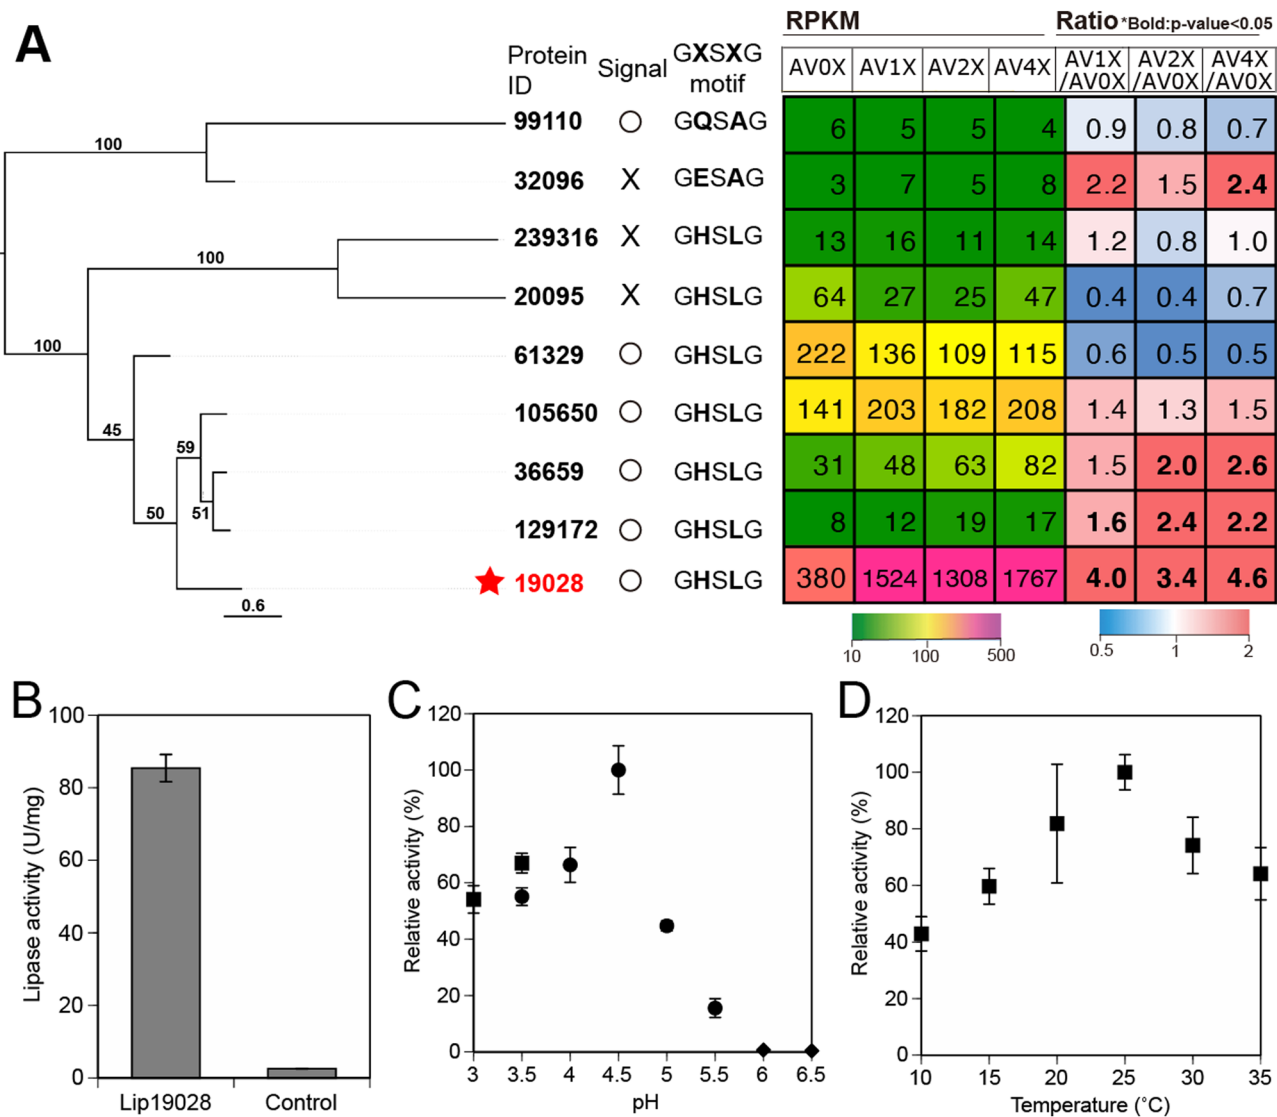 A
RPKM
Ratio *Bold:p-value<0.05
Protein ID
Signal
GXSXG motif
AV0X AV1X AV2X AV4X AV1X/AV0X AV2X/AV0X AV4X/AV0X
99110 GQSAG 6 5 5 4 0.9 0.8 0.7
32096 X GESAG 3 7 5 8 2.2 1.5 2.4
239316 X GHSLG 13 16 11 14 1.2 0.8 1.0
20095 X GHSLG 64 27 25 47 0.4 0.4 0.7
61329 GHSLG 222 136 109 115 0.6 0.5 0.5
105650 GHSLG 141 203 182 208 1.4 1.3 1.5
36659 GHSLG 31 48 63 82 1.5 2.0 2.6
129172 GHSLG 8 12 19 17 1.6 2.4 2.2
19028 GHSLG 380 1524 1308 1767 4.0 3.4 4.6
100
100
100
45
59
50
51
0.6
10 100 500
0.5 1 2
B
Lipase activity (U/mg)
100
80
60
40
20
0
Lip19028 Control
C
Relative activity (%)
120
100
80
60
40
20
0
3 3.5 4 4.5 5 5.5 6 6.5
pH
D
Relative activity (%)
120
100
80
60
40
20
0
10 15 20 25 30 35
Temperature (°C)